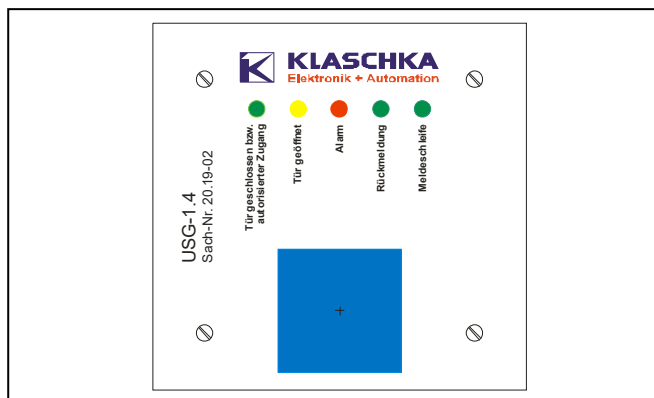 KLASCHKA
Elektronik + Automation
Tür geschlossen bzw.
autorisierter Zugang
Tür geöffnet
Alarm
Rückmeldung
Meldeschleife
USG-1.4
Sach-Nr. 20.19-02